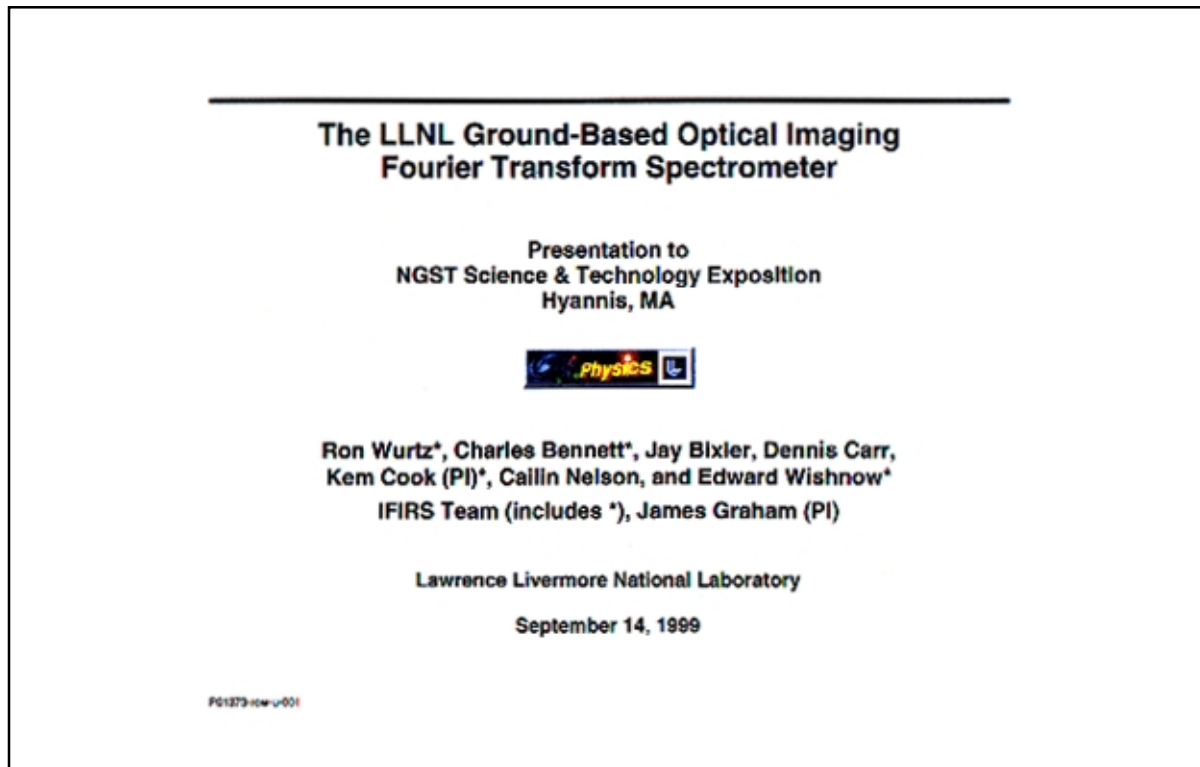 The LLNL Ground-Based Optical Imaging
Fourier Transform Spectrometer
Presentation to
NGST Science & Technology Exposition
Hyannis, MA
Physics
Ron Wurtz*, Charles Bennett*, Jay Bixler, Dennis Carr,
Kem Cook (PI)*, Cailin Nelson, and Edward Wishnow*
IFIRS Team (includes *), James Graham (PI)
Lawrence Livermore National Laboratory
September 14, 1999